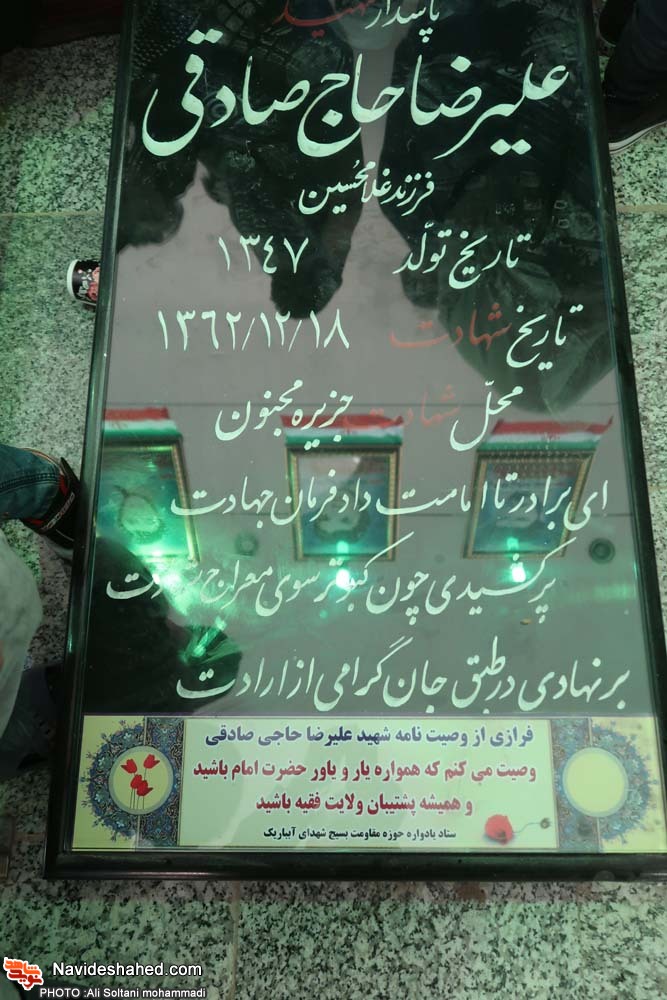 پاسدار شهید
علیرضا حاج صادقی
فرزند غلامحسین
تاریخ تولّد ۱۳۴۷
تاریخ شهادت ۱۳۶۲/۱۲/۱۸
محلّ شهادت جزیره مجنون
ای برادر تا امامت داد فرمان جهادت
پر کشیدی چون کبوتر سوی معراج شهادت
بر نهادی در طبق جان گرامی از ارادت
فرازی از وصیت نامه شهید علیرضا حاجی صادقی
وصیت می کنم که همواره یار و یاور حضرت امام باشید
و همیشه پشتیبان ولایت فقیه باشید
ستاد یادواره حوزه مقاومت بسیج شهدای آبباریک
Navideshahed.com
PHOTO :Ali Soltani mohammadi